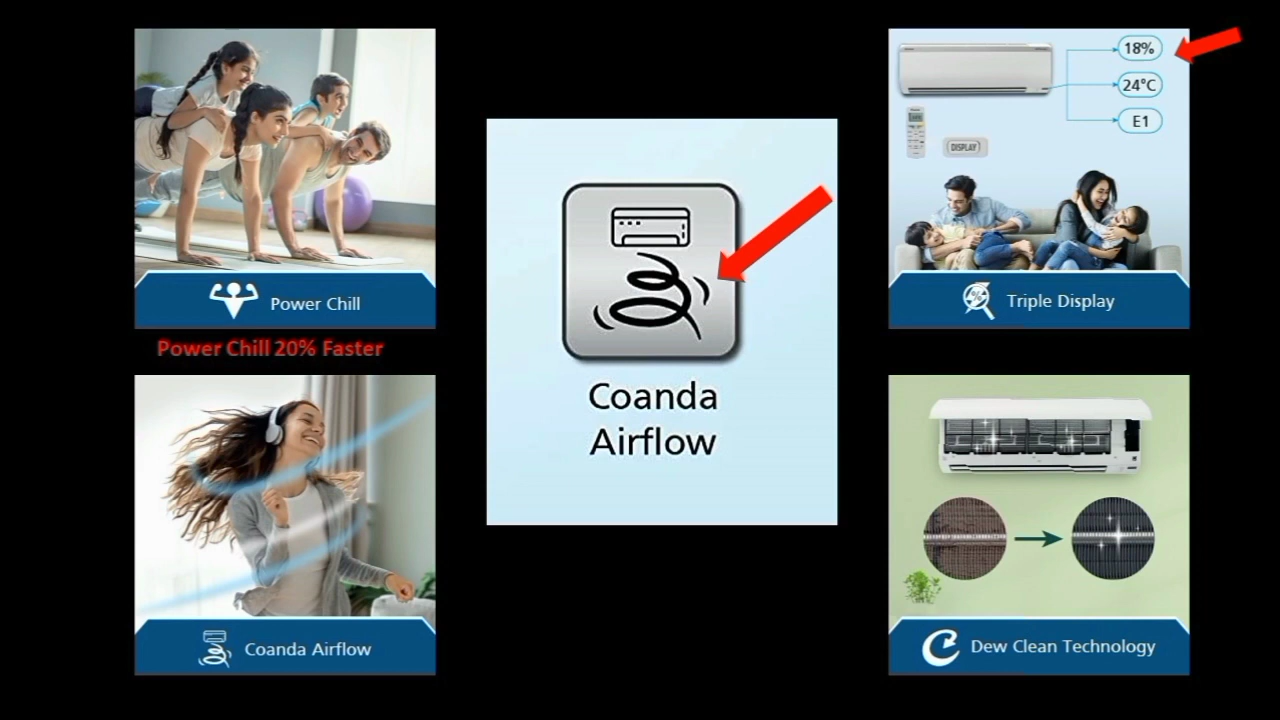 Power Chill
Power Chill 20% Faster
Coanda Airflow
Coanda
Airflow
18%
24°C
E1
DISPLAY
Triple Display
Dew Clean Technology